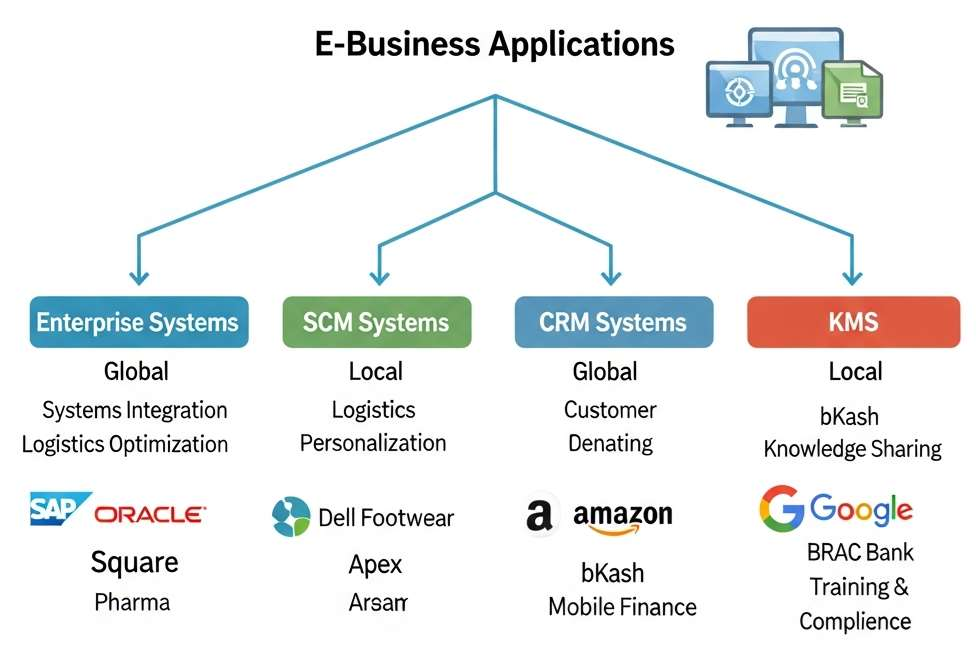 E-Business Applications
Enterprise Systems
Global
Systems Integration
Logistics Optimization
SAP ORACLE
Square
Pharma
SCM Systems
Local
Logistics
Personalization
Dell Footwear
Apex
Arsam
CRM Systems
Global
Customer
Denating
a amazon
bKash
Mobile Finance
KMS
Local
bKash
Knowledge Sharing
G Google
BRAC Bank
Training &
Complience